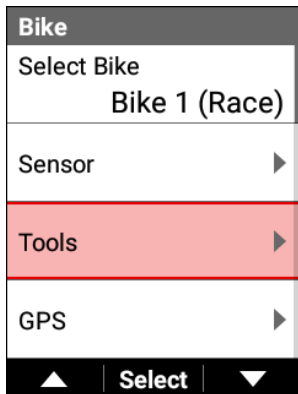 Bike
Select Bike
Bike 1 (Race)
Sensor
Tools
GPS
Select